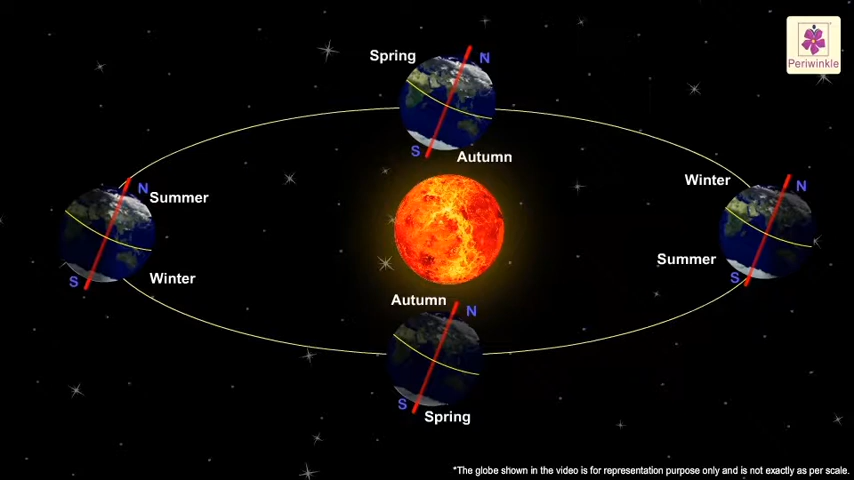 Spring
N
Periwinkle
S
Autumn
N
Summer
Winter
N
S
Winter
Summer
S
Autumn
N
S
Spring
*The globe shown in the video is for representation purpose only and is not exactly as per scale.